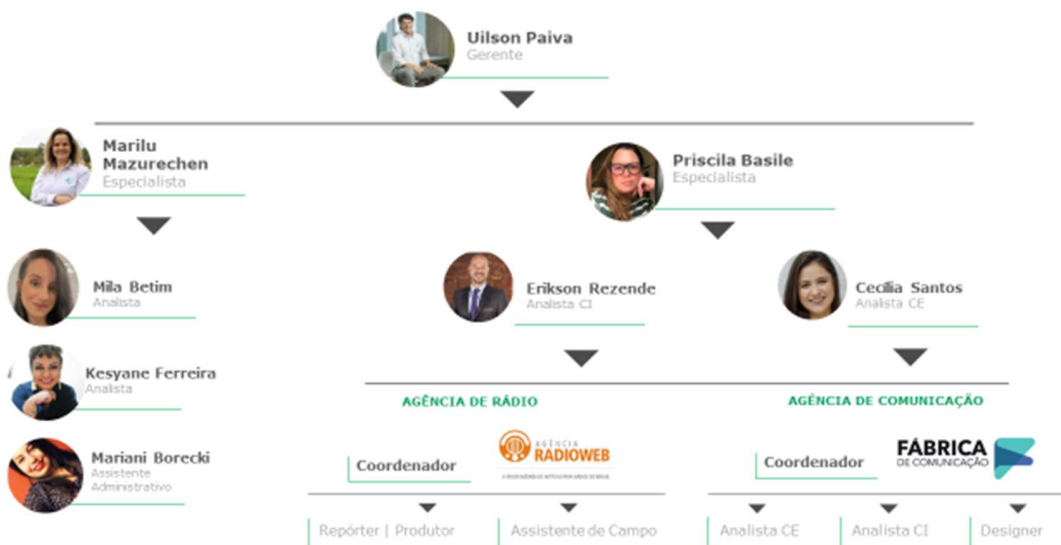 Uilson Paiva
Gerente
Marilu
Mazurechen
Especialista
Priscila Basile
Especialista
Mila Betim
Analista
Erikson Rezende
Analista CI
Cecília Santos
Analista CE
Kesyane Ferreira
Analista
AGÊNCIA DE RÁDIO
AGÊNCIA DE COMUNICAÇÃO
Mariani Borecki
Assistente
Administrativo
Coordenador
AGÊNCIA
RADIOWEB
Coordenador
FÁBRICA
DE COMUNICAÇÃO
Repórter | Produtor
Assistente de Campo
Analista CE
Analista CI
Designer